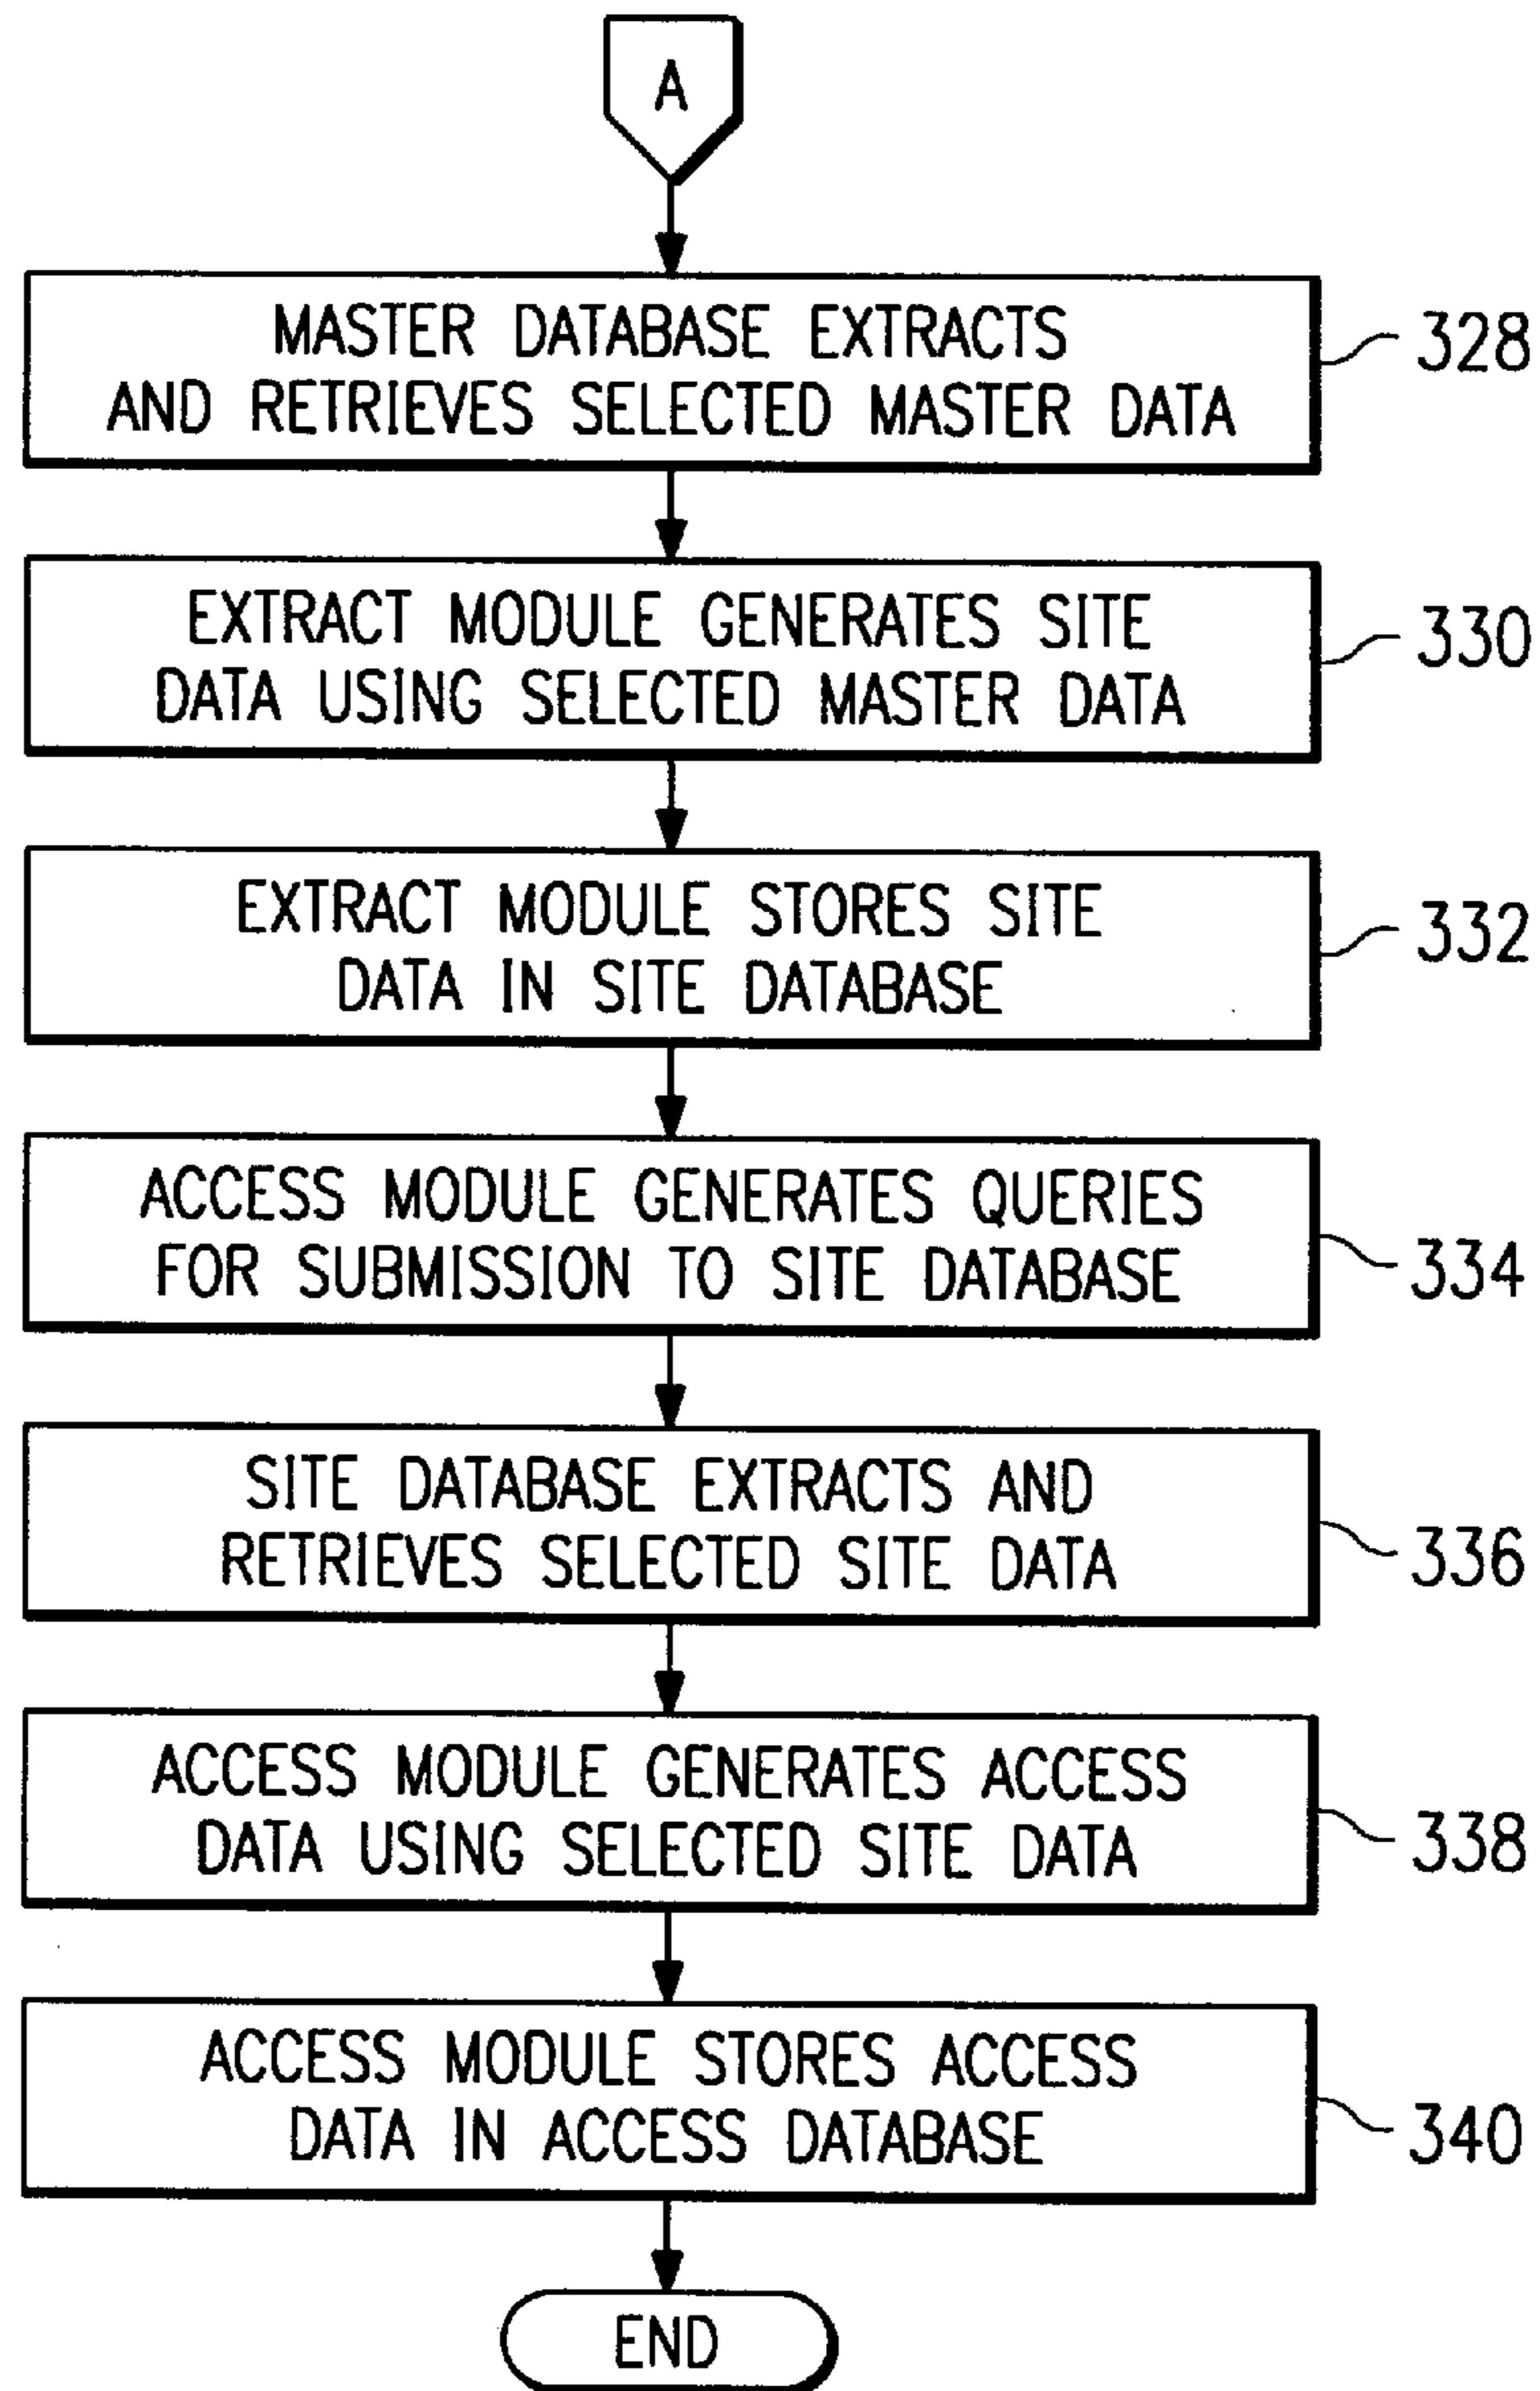 A
MASTER DATABASE EXTRACTS
AND RETRIEVES SELECTED MASTER DATA
328
EXTRACT MODULE GENERATES SITE
DATA USING SELECTED MASTER DATA
330
EXTRACT MODULE STORES SITE
DATA IN SITE DATABASE
332
ACCESS MODULE GENERATES QUERIES
FOR SUBMISSION TO SITE DATABASE
334
SITE DATABASE EXTRACTS AND
RETRIEVES SELECTED SITE DATA
336
ACCESS MODULE GENERATES ACCESS
DATA USING SELECTED SITE DATA
338
ACCESS MODULE STORES ACCESS
DATA IN ACCESS DATABASE
340
END